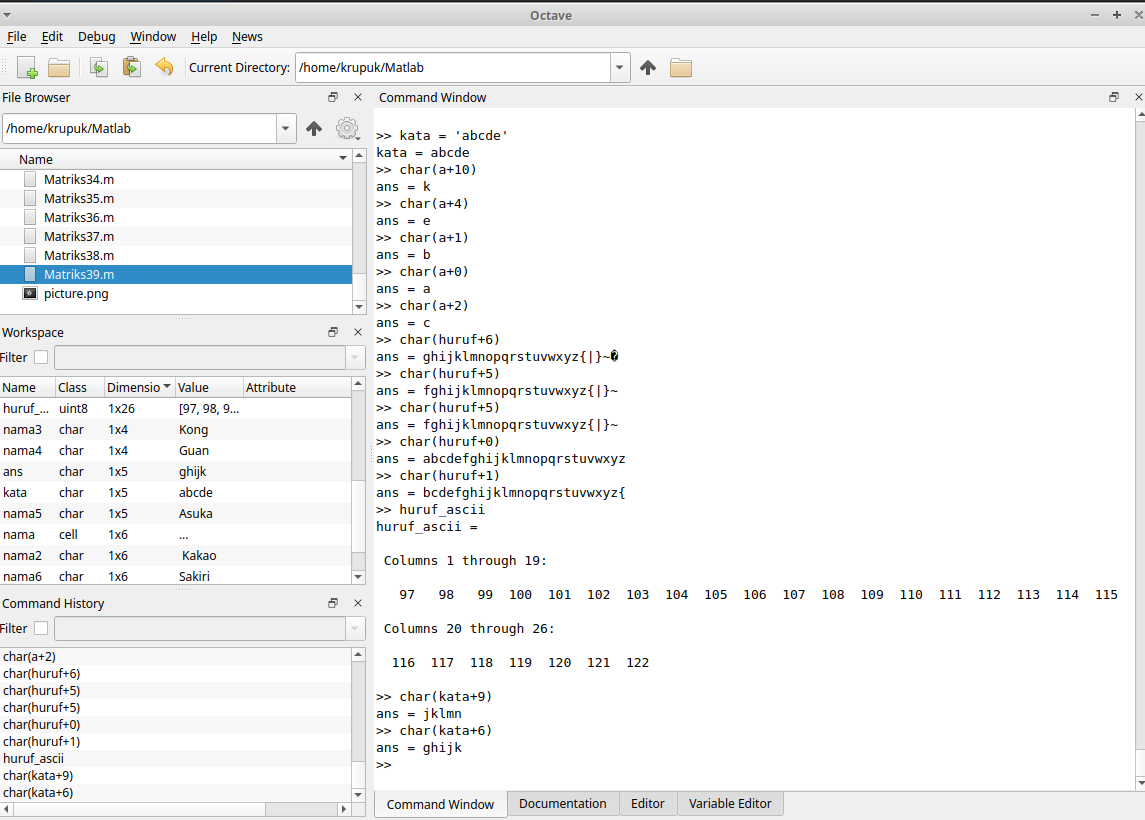 Octave
File Edit Debug Window Help News
Current Directory: /home/krupuk/Matlab
File Browser
/home/krupuk/Matlab
Name
Matriks34.m
Matriks35.m
Matriks36.m
Matriks37.m
Matriks38.m
Matriks39.m
picture.png
Workspace
Filter
Name Class Dimensio Value Attribute
huruf_... uint8 1x26 [97, 98, 9...
nama3 char 1x4 Kong
nama4 char 1x4 Guan
ans char 1x5 ghijk
kata char 1x5 abcde
nama5 char 1x5 Asuka
nama cell 1x6 ...
nama2 char 1x6 Kakao
nama6 char 1x6 Sakiri
Command History
Filter
char(a+2)
char(huruf+6)
char(huruf+5)
char(huruf+5)
char(huruf+0)
char(huruf+1)
huruf_ascii
char(kata+9)
char(kata+6)
Command Window
>> kata = 'abcde'
kata = abcde
>> char(a+10)
ans = k
>> char(a+4)
ans = e
>> char(a+1)
ans = b
>> char(a+0)
ans = a
>> char(a+2)
ans = c
>> char(huruf+6)
ans = ghijklmnopqrstuvwxyz{|}~�
>> char(huruf+5)
ans = fghijklmnopqrstuvwxyz{|}~
>> char(huruf+5)
ans = fghijklmnopqrstuvwxyz{|}~
>> char(huruf+0)
ans = abcdefghijklmnopqrstuvwxyz
>> char(huruf+1)
ans = bcdefghijklmnopqrstuvwxyz{
>> huruf_ascii
huruf_ascii =
Columns 1 through 19:
97 98 99 100 101 102 103 104 105 106 107 108 109 110 111 112 113 114 115
Columns 20 through 26:
116 117 118 119 120 121 122
>> char(kata+9)
ans = jklmn
>> char(kata+6)
ans = ghijk
>>
Command Window Documentation Editor Variable Editor